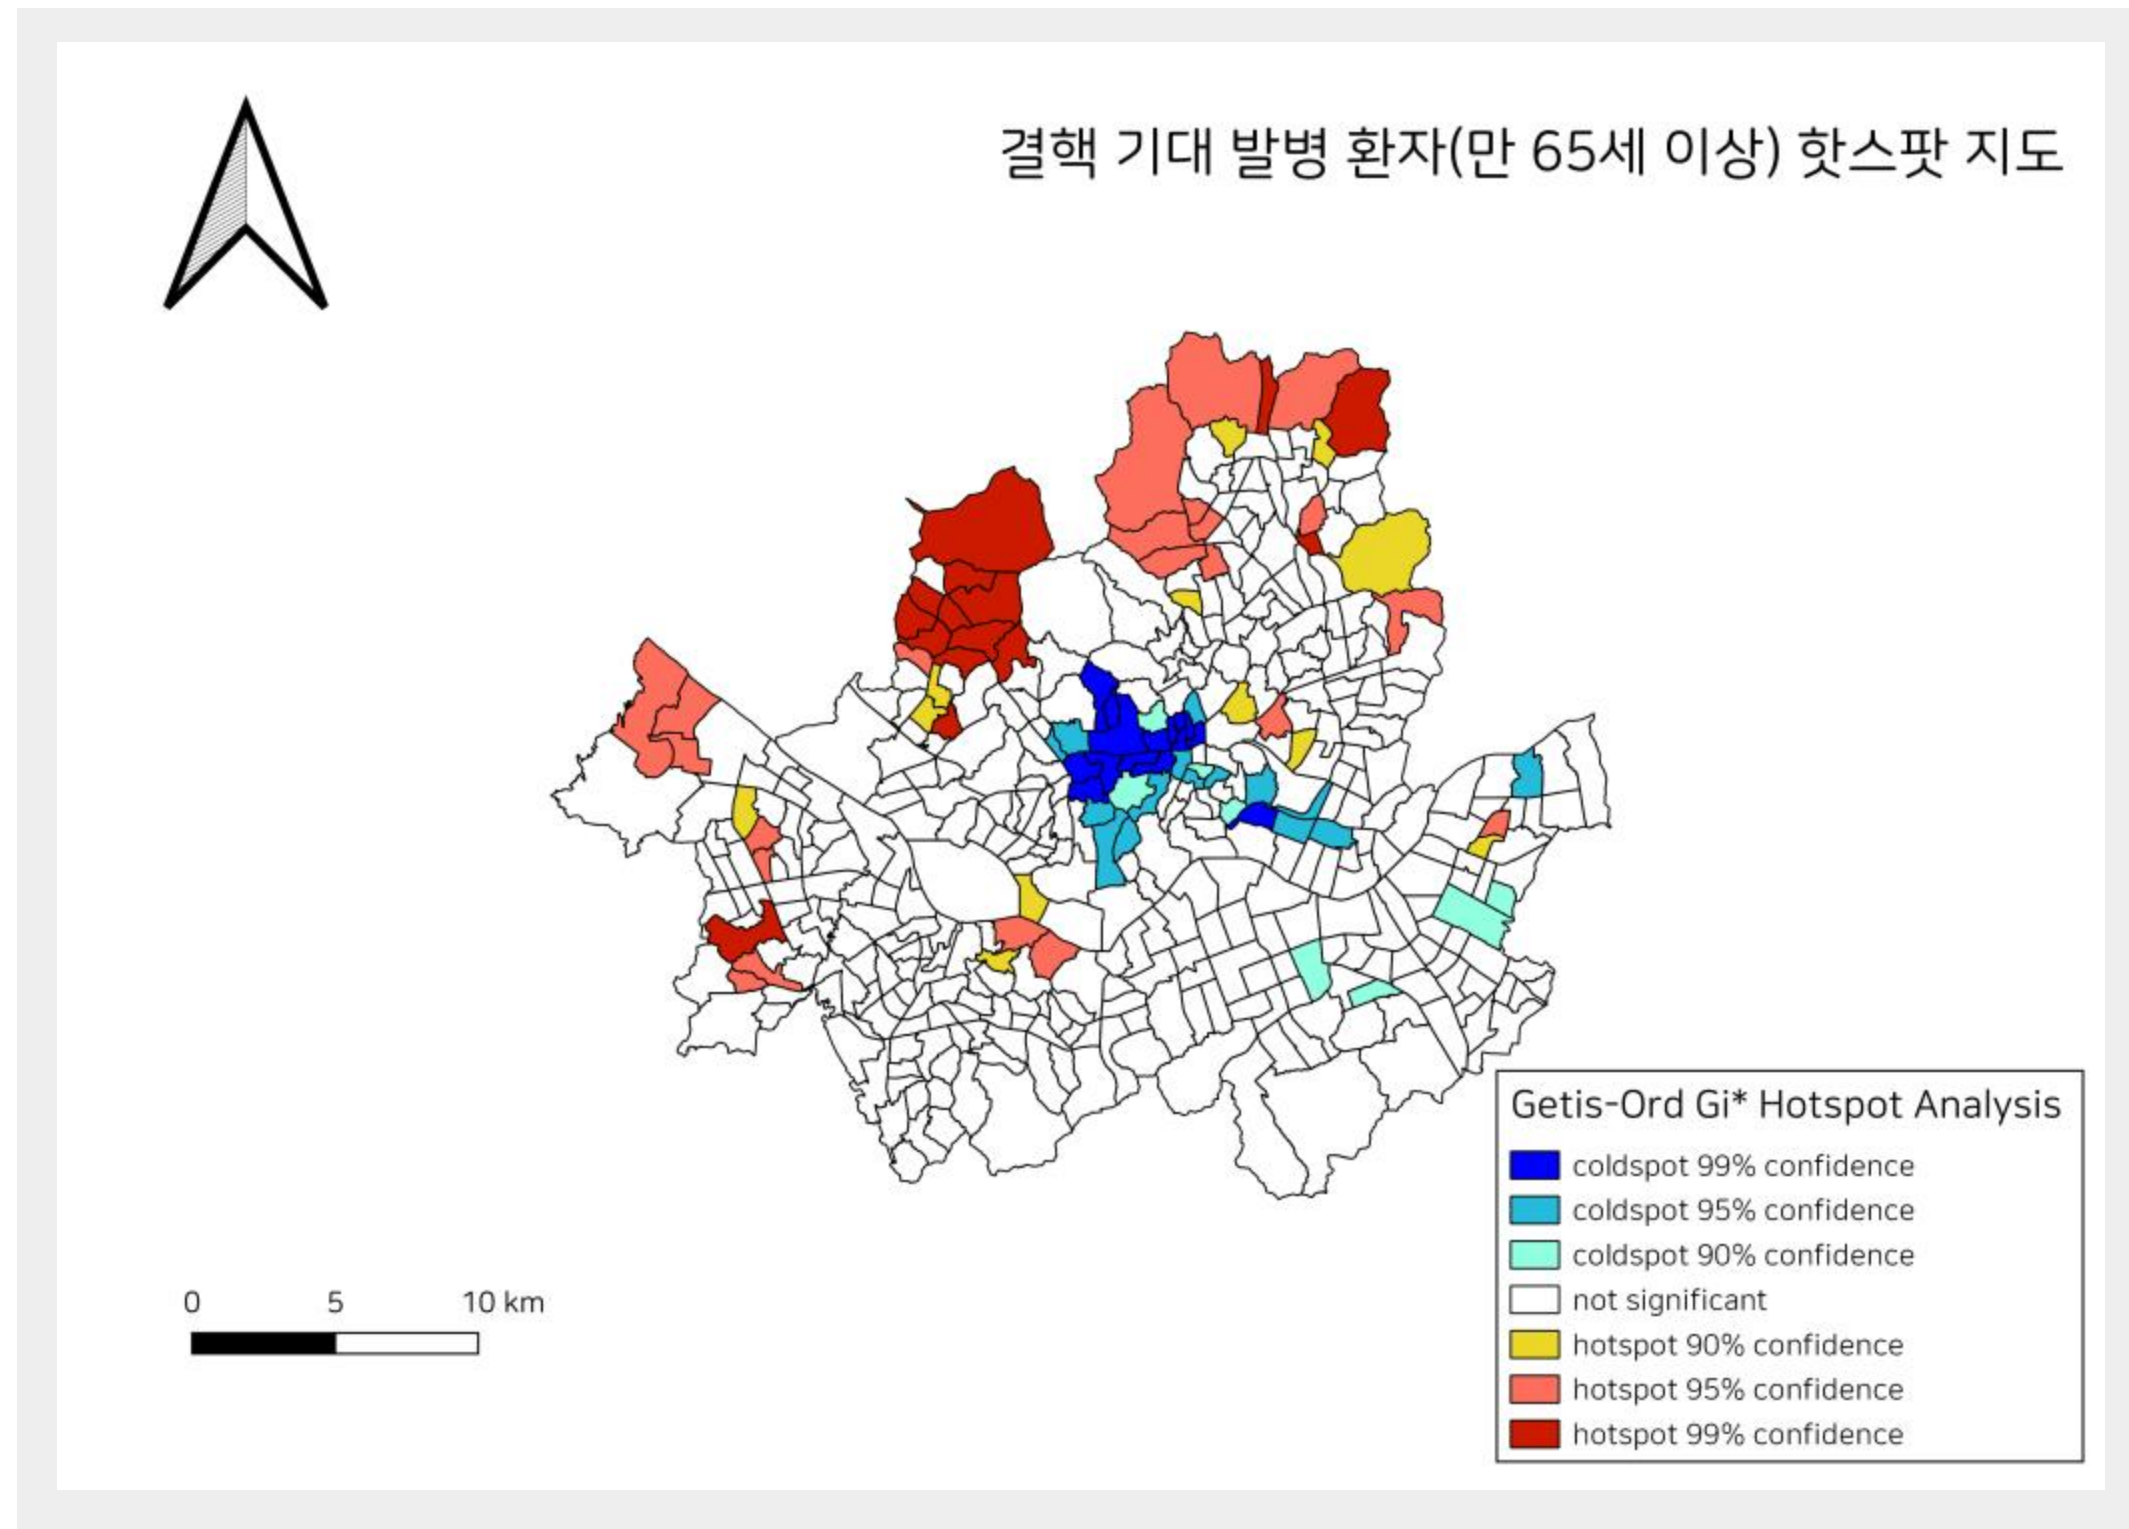 결핵 기대 발병 환자(만 65세 이상) 핫스팟 지도
Getis-Ord Gi* Hotspot Analysis
coldspot 99% confidence
coldspot 95% confidence
coldspot 90% confidence
not significant
hotspot 90% confidence
hotspot 95% confidence
hotspot 99% confidence
0 5 10 km